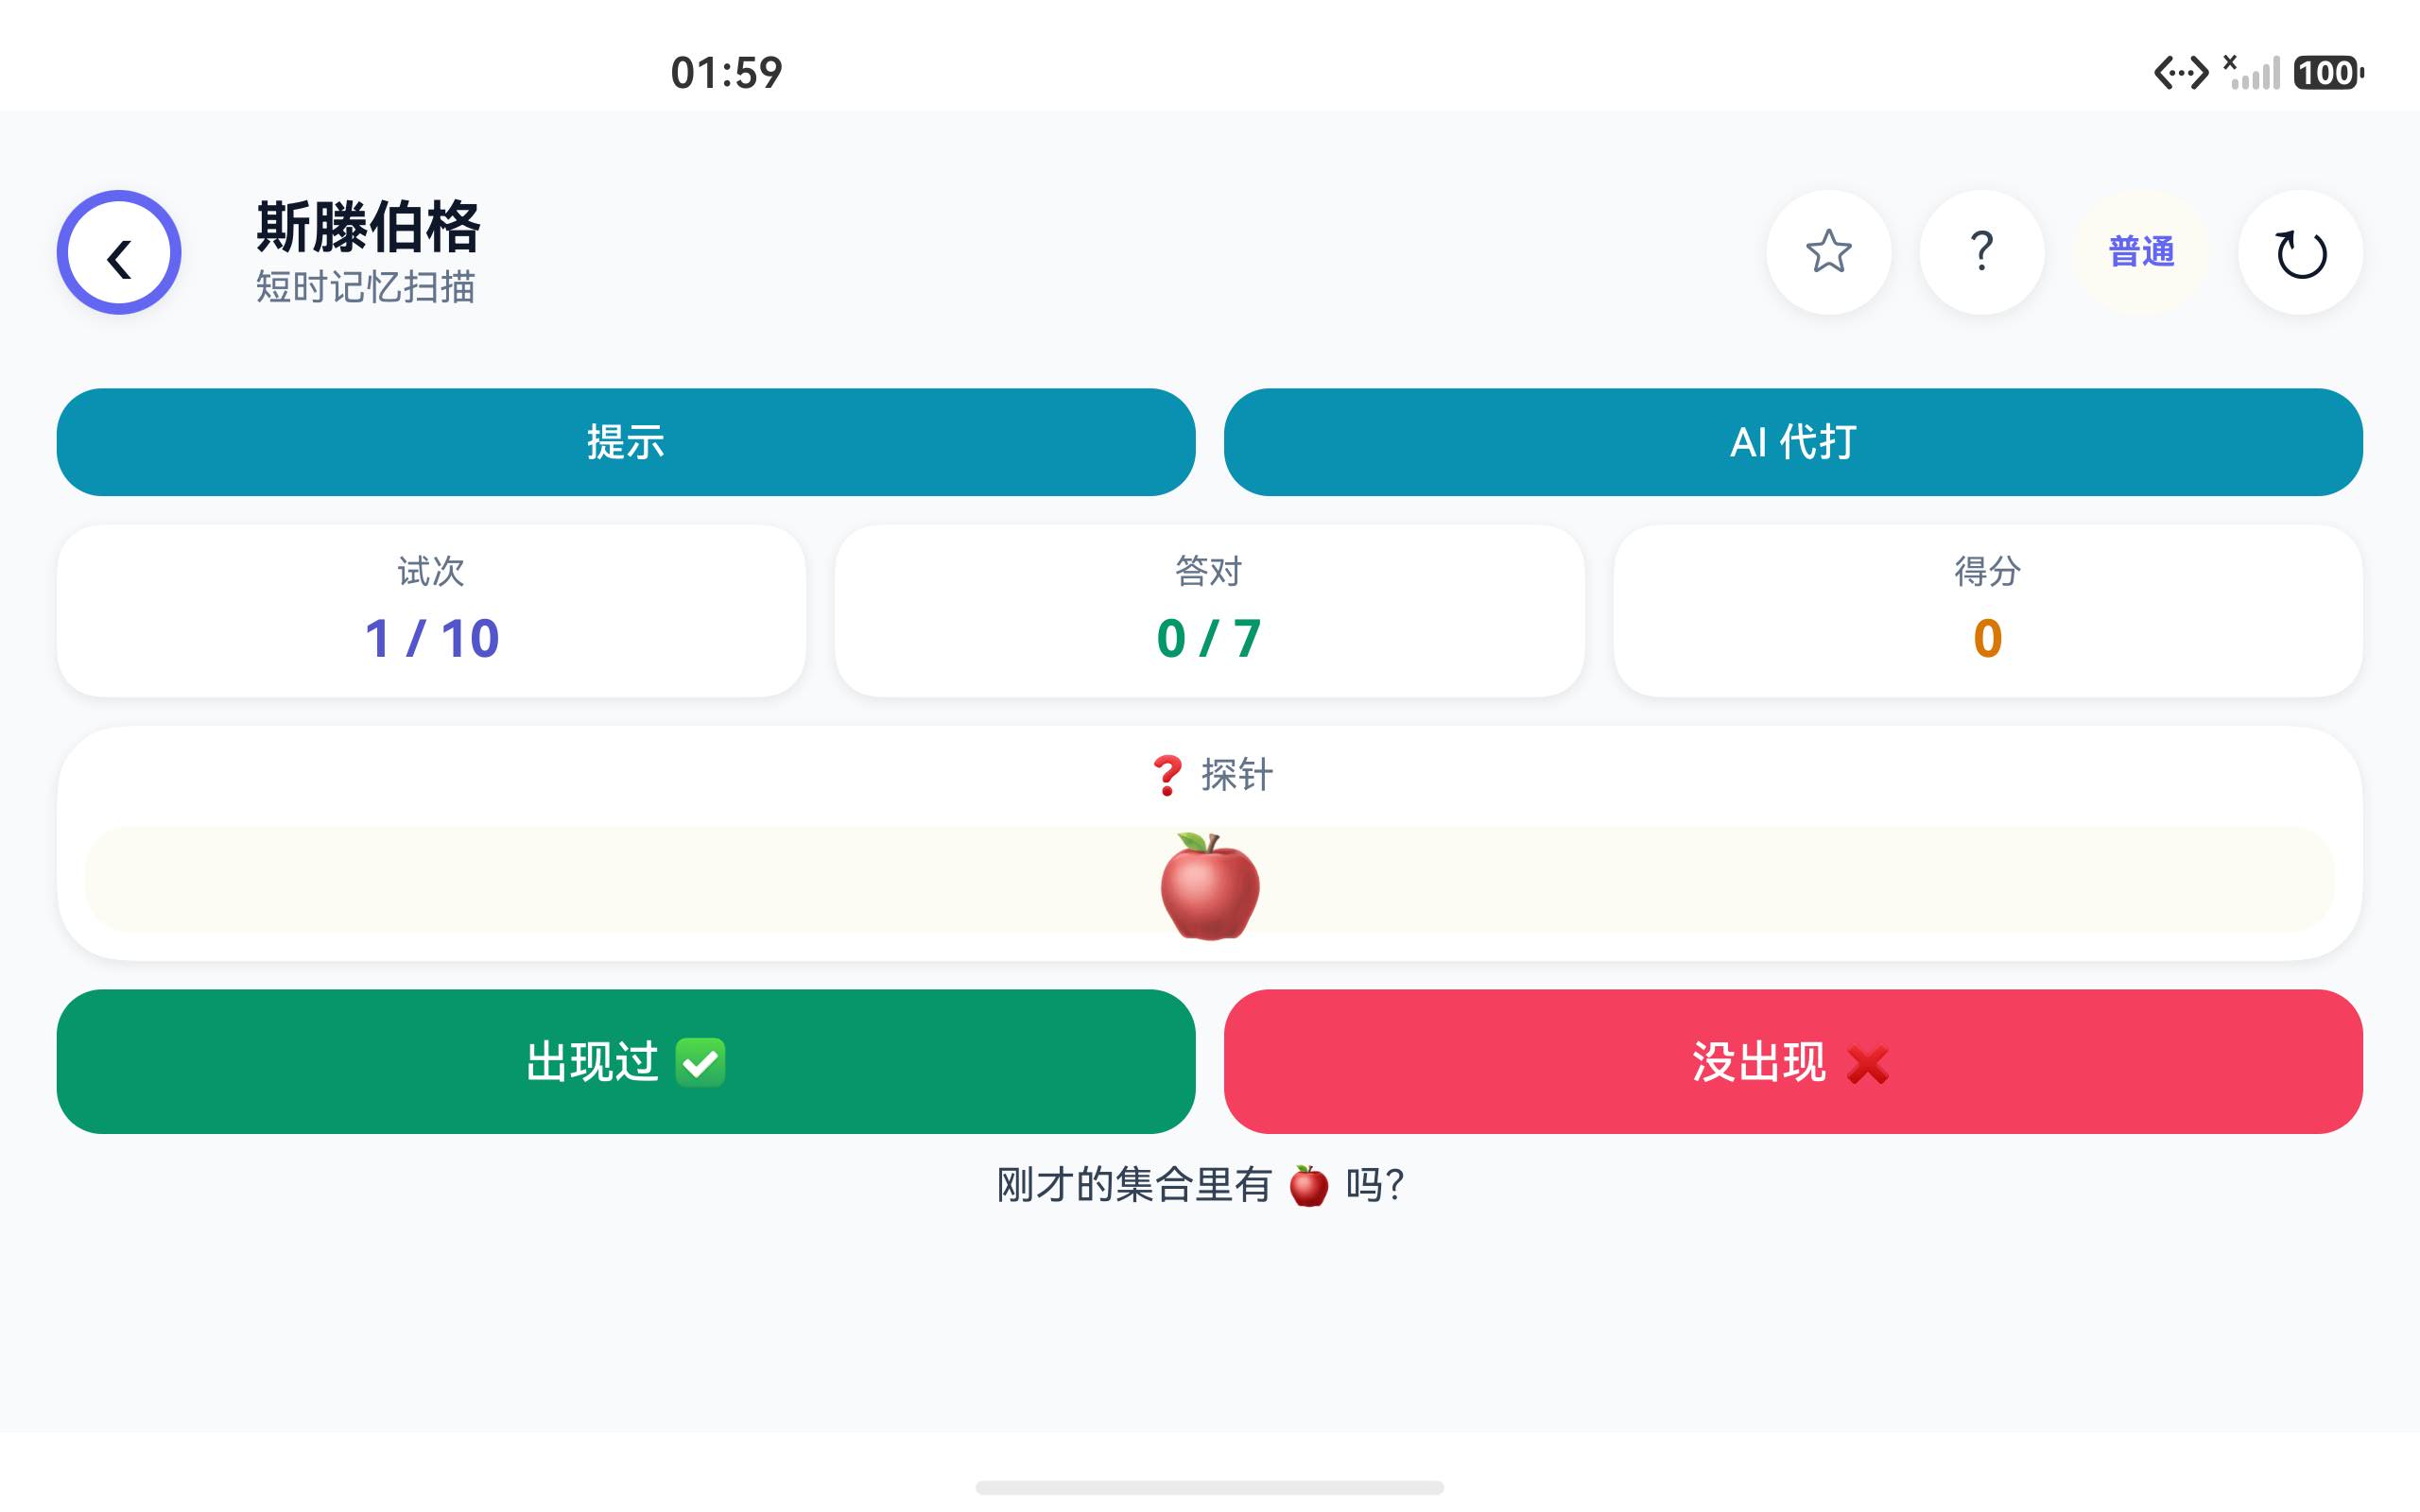 01:59
100
斯滕伯格
短时记忆扫描
?
普通
提示
AI 代打
试次
1 / 10
答对
0 / 7
得分
0
❓ 探针
出现过 ✅
没出现 ❌
刚才的集合里有 🍎 吗?